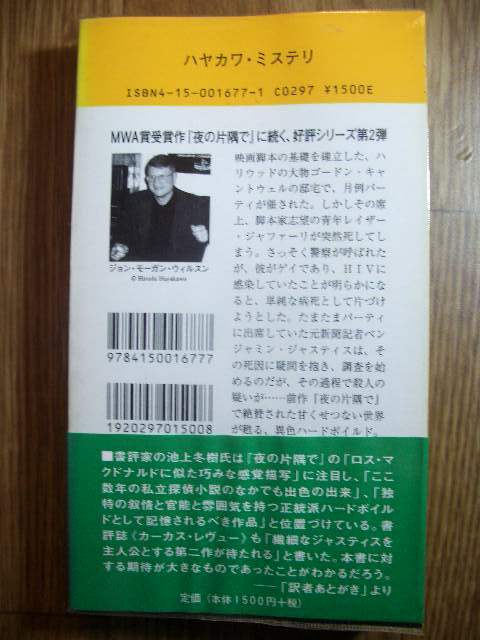 ハヤカワ・ミステリ
ISBN4-15-001677-1 C0297 ¥1500E
MWA賞受賞作『夜の片隅で』に続く、好評シリーズ第2弾
映画脚本の基礎を確立した、ハ
リウッドの大物ゴードン・キャ
ントウェルの邸宅で、月例パー
ティが催された。しかしその席
上、脚本家志望の青年レイザー
・ジャファーリが突然死してし
まう。さっそく警察が呼ばれた
が、彼がゲイであり、HIVに
感染していたことが明らかにな
ると、単純な病死として片づけ
ようとした。たまたまパーティ
に出席していた元新聞記者ベン
ジャミン・ジャスティスは、そ
の死因に疑問を抱き、調査を始
めるのだが、その過程で殺人の
疑いが……前作『夜の片隅で』
で絶賛された甘くせつない世界
が甦る、異色ハードボイルド。
ジョン・モーガン・ウィルスン
© Hiroshi Hayakawa
9784150016777
1920297015008
■書評家の池上冬樹氏は『夜の片隅で』の「ロス・マ
クドナルドに似た巧みな感覚描写」に注目し、「ここ
数年の私立探偵小説のなかでも出色の出来」、「独
特の叙情と官能と雰囲気を持つ正統派ハードボイ
ルドとして記憶されるべき作品」と位置づけている。書
評誌《カーカス・レヴュー》も「繊細なジャスティスを
主人公とする第二作が待たれる」と書いた。本書に対
する期待が大きなものであったことがわかるだろう。
——「訳者あとがき」より
定価(本体1500円+税)